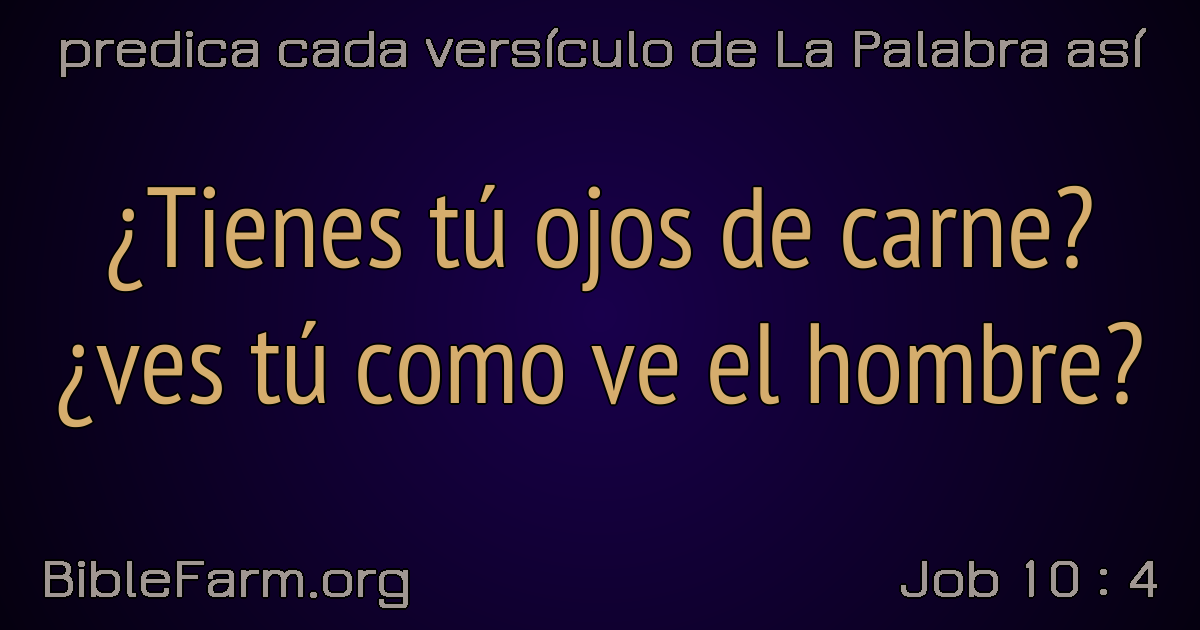 predica cada versículo de La Palabra así
¿Tienes tú ojos de carne?
¿ves tú como ve el hombre?
BibleFarm.org
Job 10 : 4